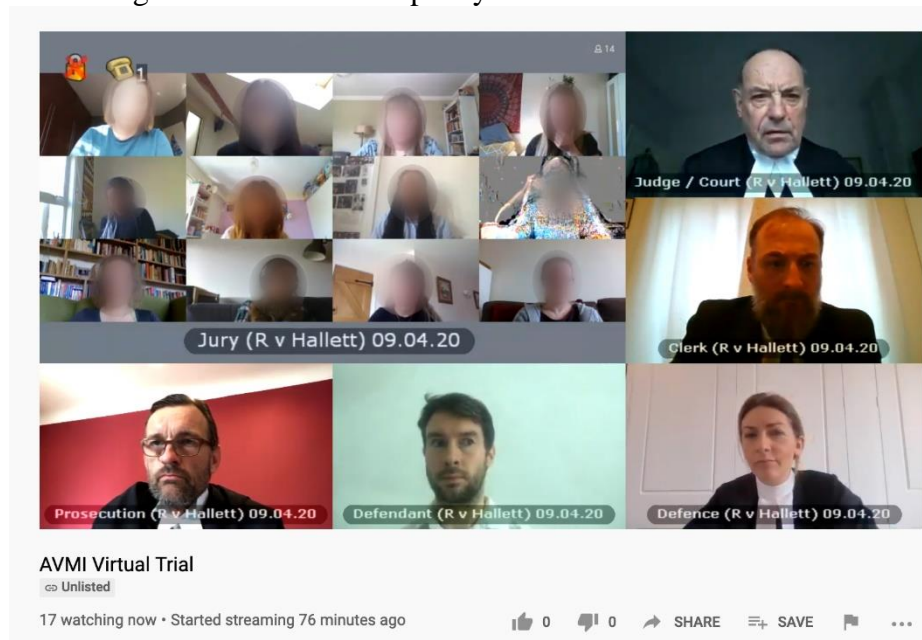 1
14
Judge / Court (R v Hallett) 09.04.20
Clerk (R v Hallett) 09.04.20
Jury (R v Hallett) 09.04.20
Prosecution (R v Hallett) 09.04.20
Defendant (R v Hallett) 09.04.20
Defence (R v Hallett) 09.04.20
AVMI Virtual Trial
Unlisted
17 watching now • Started streaming 76 minutes ago
0
0
SHARE
SAVE